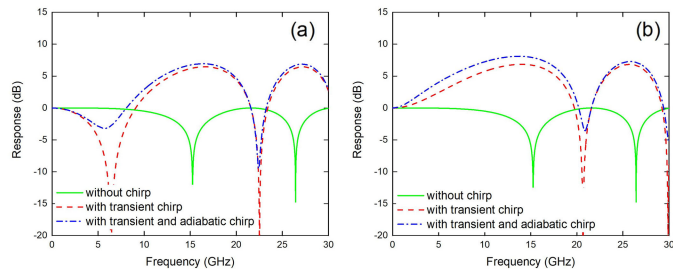 (a)
15
10
5
0
-5
-10
-15
-20
Response (dB)
without chirp
with transient chirp
with transient and adiabatic chirp
0 5 10 15 20 25 30
Frequency (GHz)
(b)
15
10
5
0
-5
-10
-15
-20
Response (dB)
without chirp
with transient chirp
with transient and adiabatic chirp
0 5 10 15 20 25 30
Frequency (GHz)